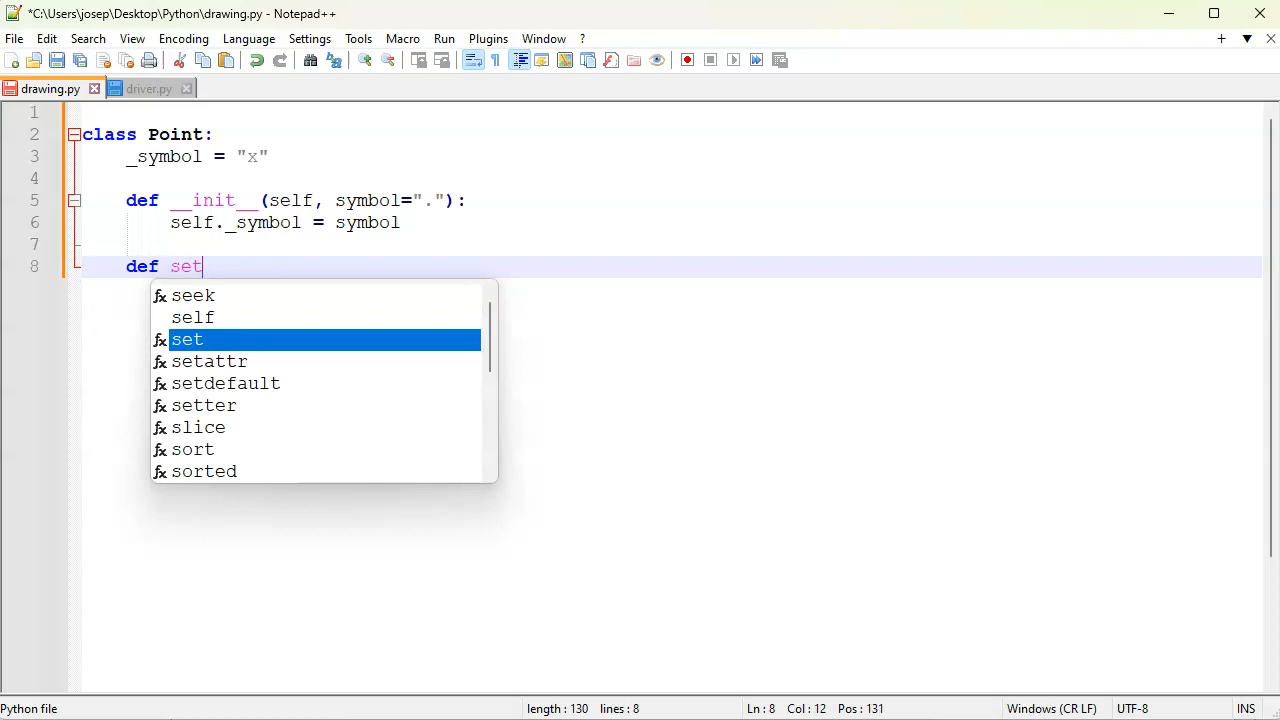 *C:\Users\josep\Desktop\Python\drawing.py - Notepad++
File Edit Search View Encoding Language Settings Tools Macro Run Plugins Window ?
drawing.py driver.py
1
2 class Point:
3 _symbol = "x"
4
5 def __init__(self, symbol="."):
6 self._symbol = symbol
7
8 def set
seek
self
set
setattr
setdefault
setter
slice
sort
sorted
Python file length : 130 lines : 8 Ln : 8 Col : 12 Pos : 131 Windows (CR LF) UTF-8 INS